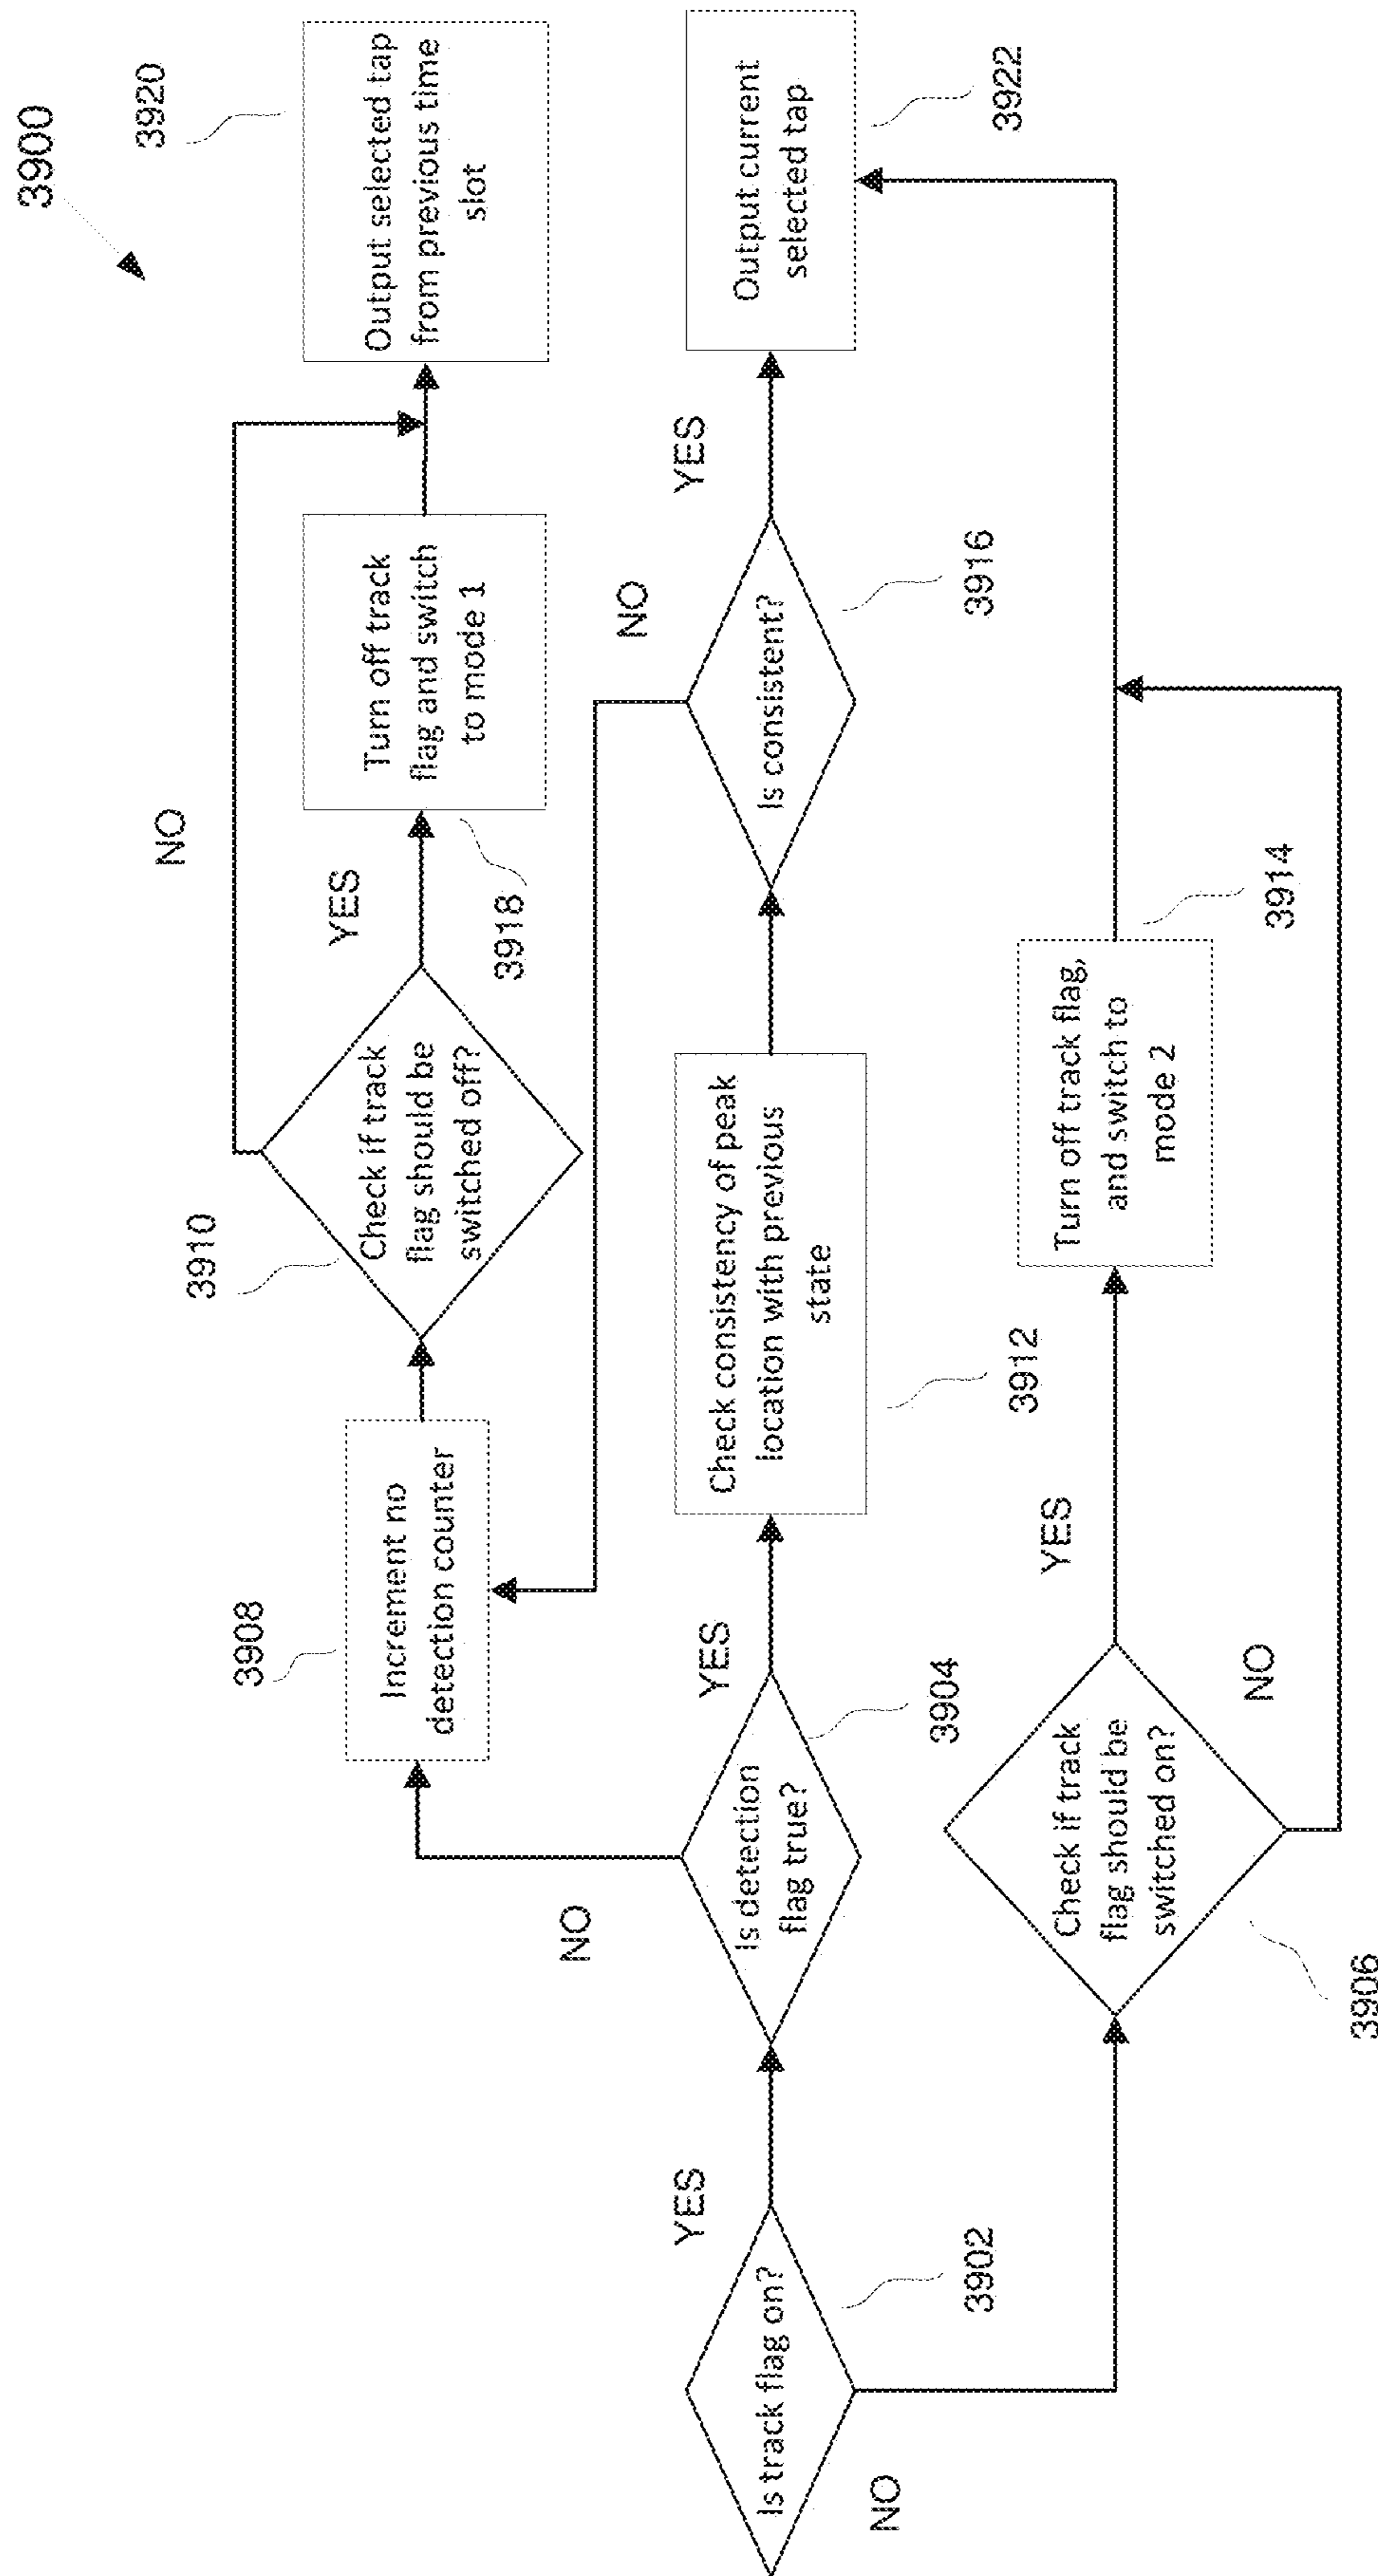 3900
3920
Output selected tap
from previous time
slot
NO
3918
Turn off track
flag and switch
to mode 1
YES
3910
Check if track
flag should be
switched off?
3908
Increment no
detection counter
NO
3922
Output current
selected tap
YES
NO
3916
Is consistent?
3912
Check consistency of peak
location with previous
state
YES
3904
Is detection
flag true?
YES
3902
Is track flag on?
NO
3914
Turn off track flag,
and switch to
mode 2
YES
NO
3906
Check if track
flag should be
switched on?